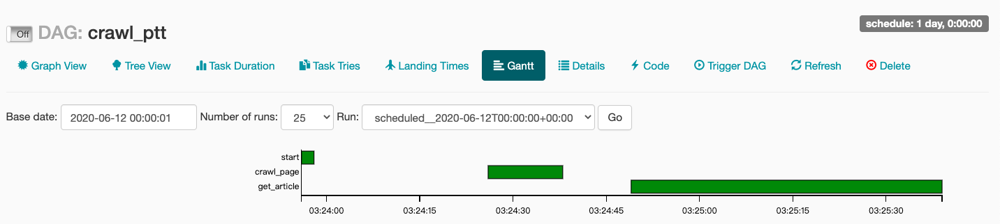 schedule: 1 day, 0:00:00
Off DAG: crawl_ptt
Graph View Tree View Task Duration Task Tries Landing Times Gantt Details Code Trigger DAG Refresh Delete
Base date: 2020-06-12 00:00:01 Number of runs: 25 Run: scheduled__2020-06-12T00:00:00+00:00 Go
start
crawl_page
get_article
03:24:00 03:24:15 03:24:30 03:24:45 03:25:00 03:25:15 03:25:30